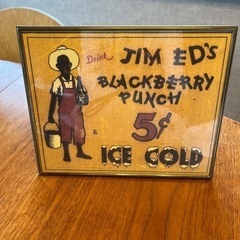 Drink JIM ED'S
BLACKBERRY
PUNCH
5¢
ICE COLD